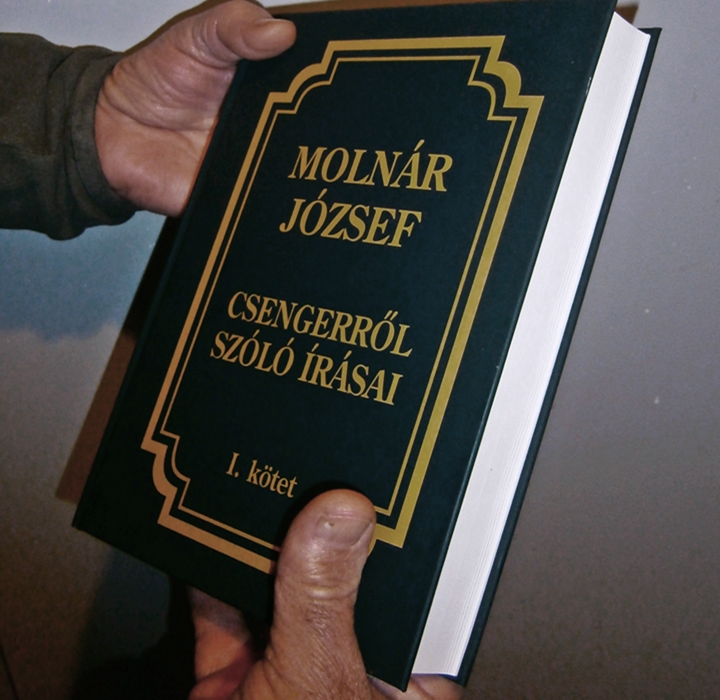 MOLNÁR
JÓZSEF
CSENGERRŐL
SZÓLÓ ÍRÁSAI
I. kötet